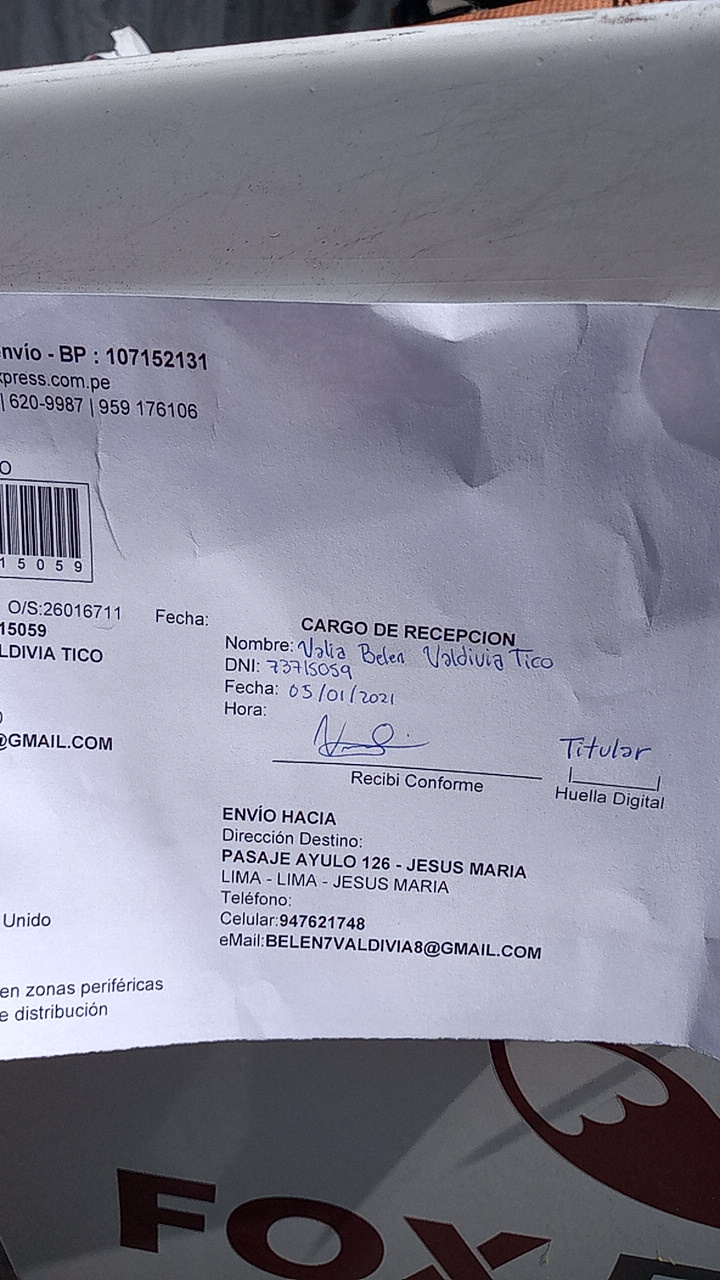 nvío - BP : 107152131
xpress.com.pe
| 620-9987 | 959 176106
O
1 5 0 5 9
O/S:26016711 Fecha:
15059
LDIVIA TICO
)
@GMAIL.COM
Unido
en zonas periféricas
e distribución
CARGO DE RECEPCION
Nombre: Valia Belen Valdivia Tico
DNI: 73715059
Fecha: 05/01/2021
Hora:
Titular
Recibi Conforme
Huella Digital
ENVÍO HACIA
Dirección Destino:
PASAJE AYULO 126 - JESUS MARIA
LIMA - LIMA - JESUS MARIA
Teléfono:
Celular:947621748
eMail:BELEN7VALDIVIA8@GMAIL.COM
FOX